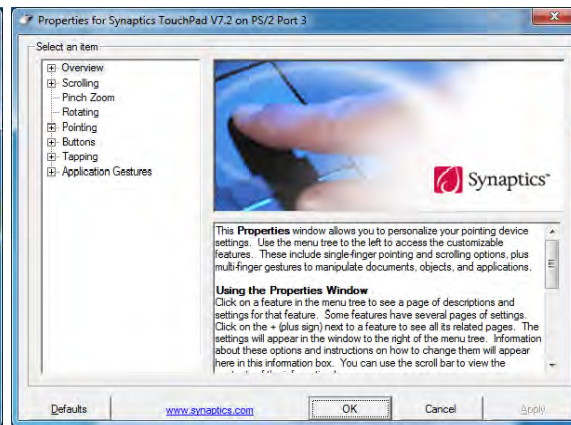 Properties for Synaptics TouchPad V7.2 on PS/2 Port 3
Select an item
Overview
Scrolling
Pinch Zoom
Rotating
Pointing
Buttons
Tapping
Application Gestures
Synaptics™
This Properties window allows you to personalize your pointing device
settings. Use the menu tree to the left to access the customizable
features. These include single-finger pointing and scrolling options, plus
multi-finger gestures to manipulate documents, objects, and applications.
Using the Properties Window
Click on a feature in the menu tree to see a page of descriptions and
settings for that feature. Some features have several pages of settings.
Click on the + (plus sign) next to a feature to see all its related pages. The
settings will appear in the window to the right of the menu tree. Information
about these options and instructions on how to change them will appear
here in this information box. You can use the scroll bar to view the
Defaults
www.synaptics.com
OK
Cancel
Apply